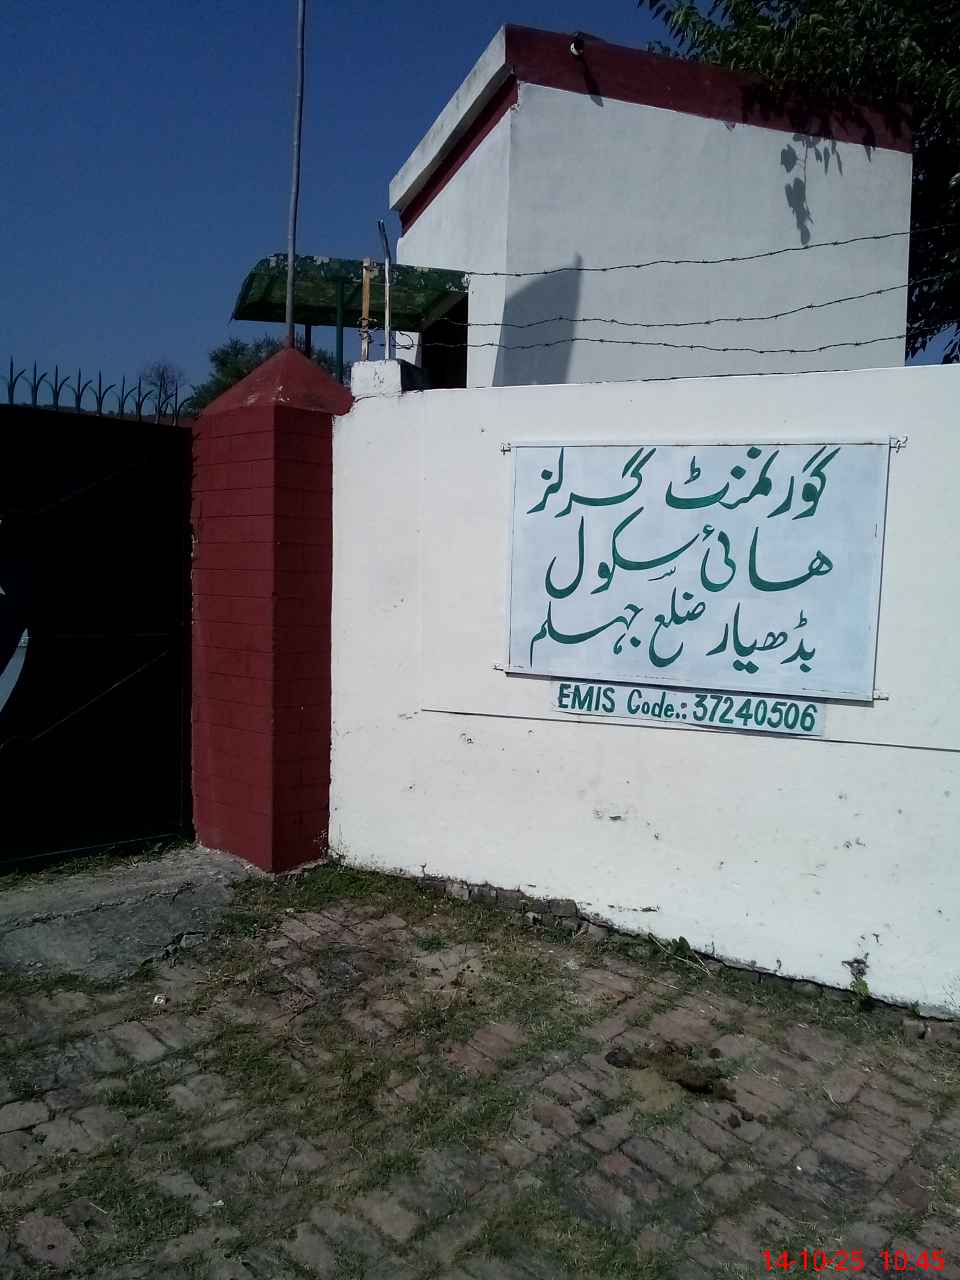 گورنمنٹ گرلز
ھائی سکول
بڈھیار ضلع جہلم
EMIS Code.: 37240506
14-10-25 10:45